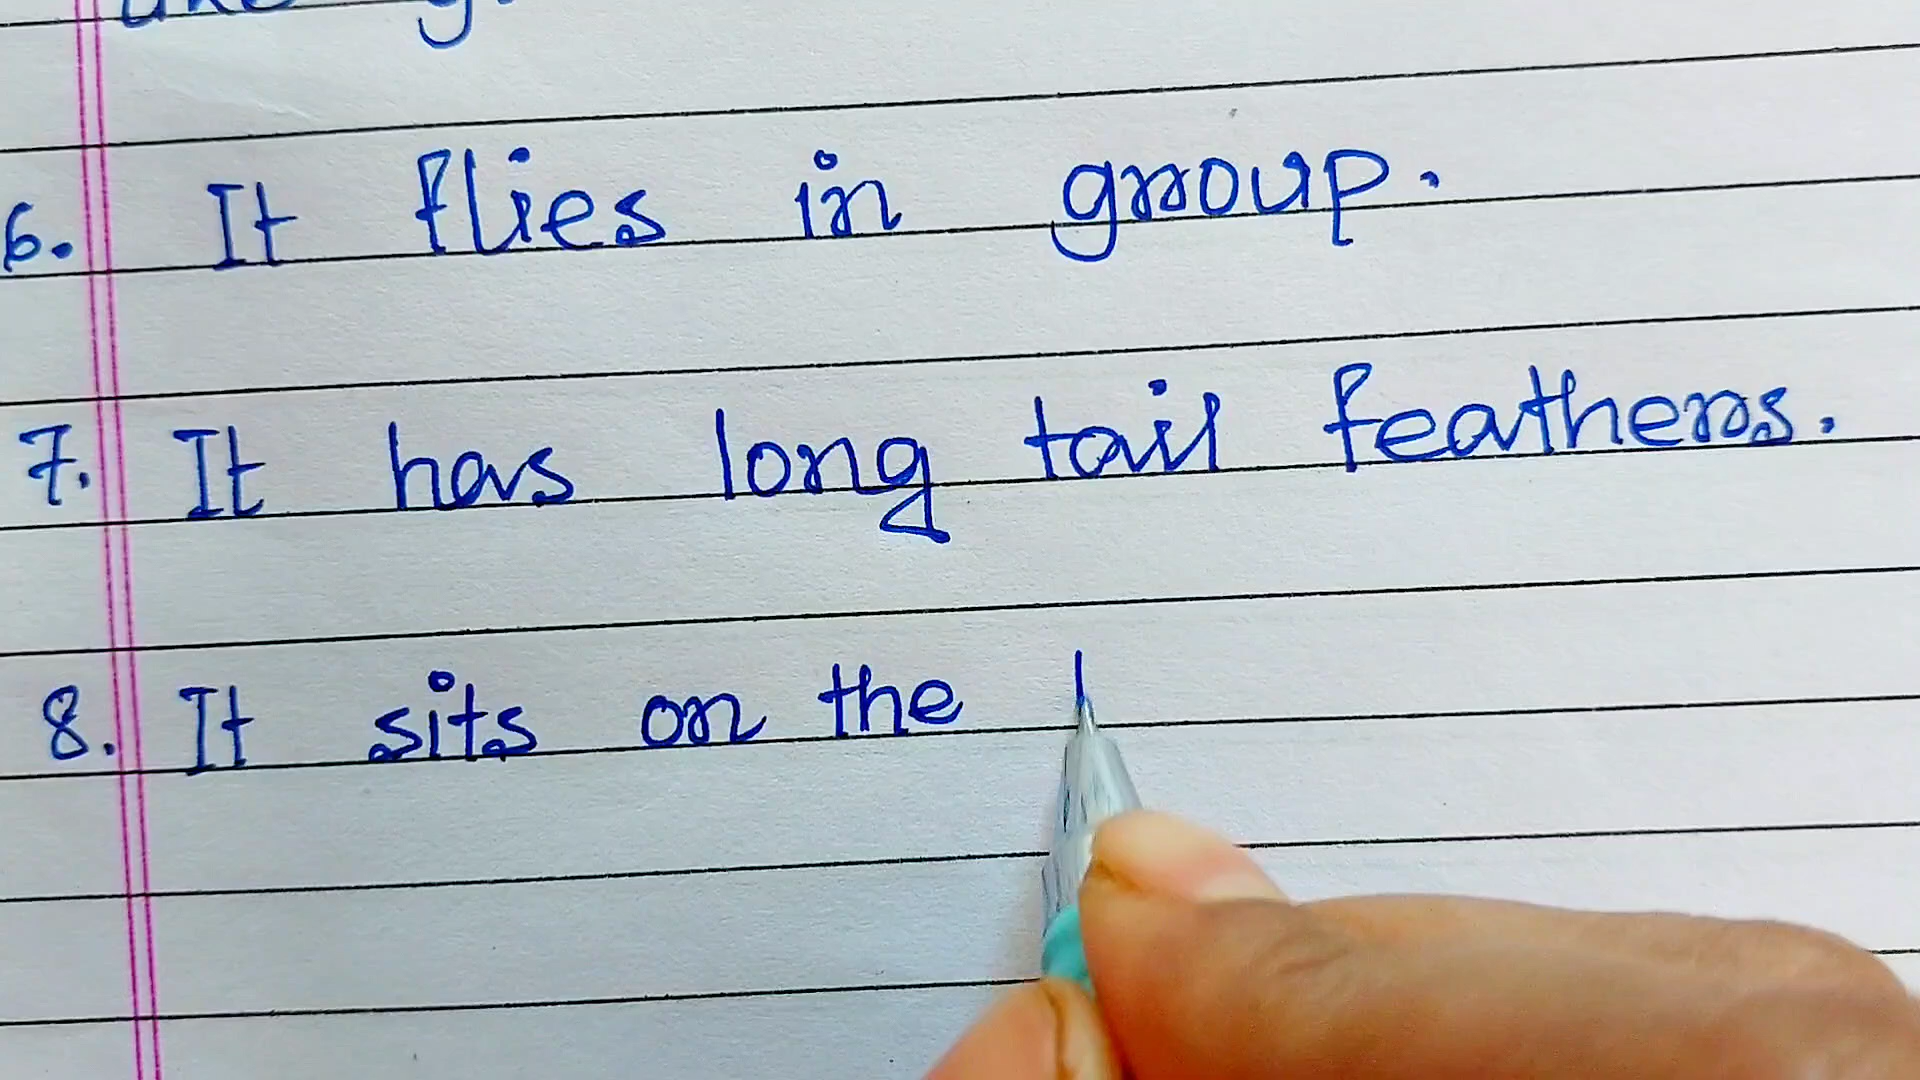 6. It flies in group.
7. It has long tail feathers.
8. It sits on the